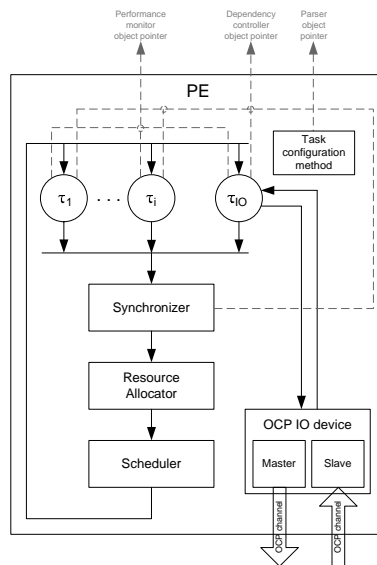 Performance
monitor
object pointer
Dependency
controller
object pointer
Parser
object
pointer
PE
Task
configuration
method
τ1 . . . τi τIO
Synchronizer
Resource
Allocator
Scheduler
OCP IO device
Master Slave
OCP channel
OCP channel